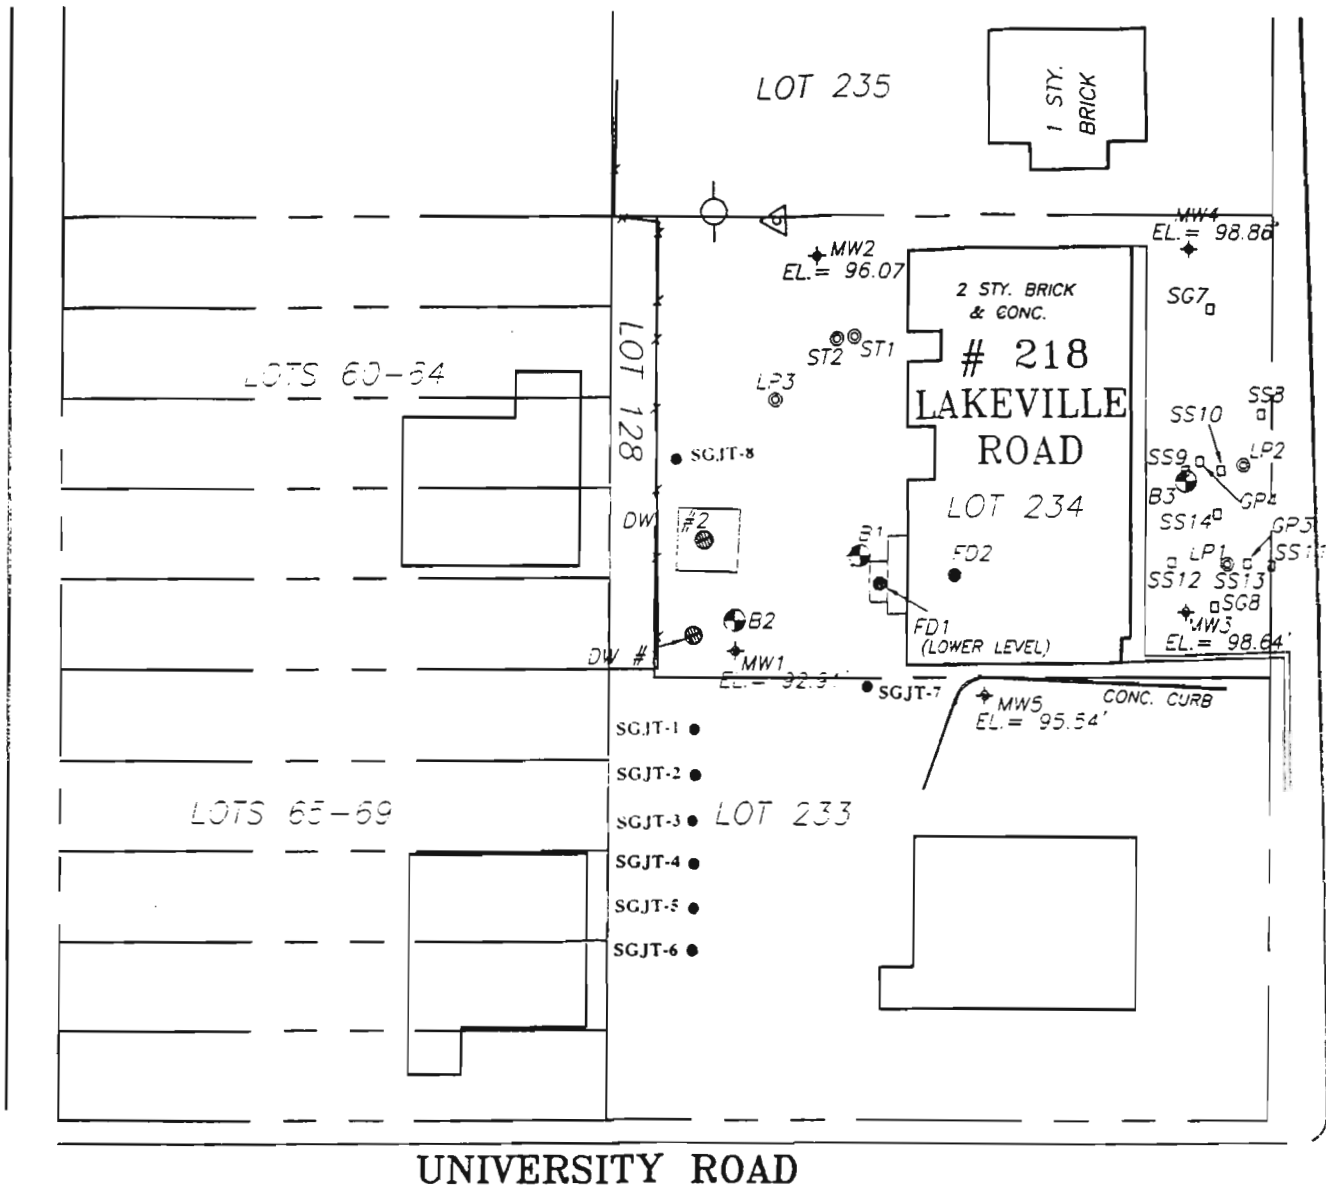 LOT 235
1 STY.
BRICK
MW4
EL.= 98.86'
MW2
EL.= 96.07
2 STY. BRICK
& CONC.
SG7
ST2
ST1
# 218
LAKEVILLE
ROAD
LOTS 60-64
LOT 128
LP3
SS8
SS10
SGJT-8
SS9
LP2
B3
GP4
LOT 234
DW #2
SS14
GP3
B1
FD2
LP1
SS12
SS13
SG8
B2
FD1
(LOWER LEVEL)
MW3
EL.= 98.64'
DW #
MW1
SGJT-7
MW5
EL.= 95.54'
CONC. CURB
SGJT-1
SGJT-2
LOTS 65-69
SGJT-3
LOT 233
SGJT-4
SGJT-5
SGJT-6
UNIVERSITY ROAD